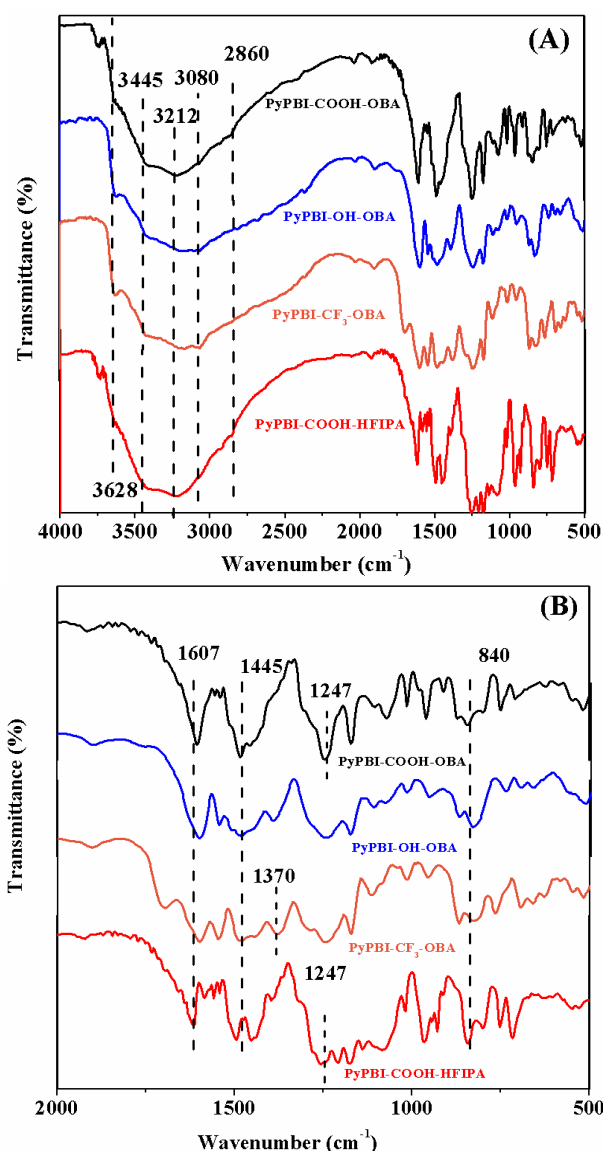 (A)
2860
3445 3080
3212
PyPBI-COOH-OBA
PyPBI-OH-OBA
PyPBI-CF₃-OBA
PyPBI-COOH-HFIPA
3628
Transmittance (%)
4000 3500 3000 2500 2000 1500 1000 500
Wavenumber (cm⁻¹)
(B)
1607 1445 840
1247
PyPBI-COOH-OBA
PyPBI-OH-OBA
1370
PyPBI-CF₃-OBA
1247
PyPBI-COOH-HFIPA
Transmittance (%)
2000 1500 1000 500
Wavenumber (cm⁻¹)